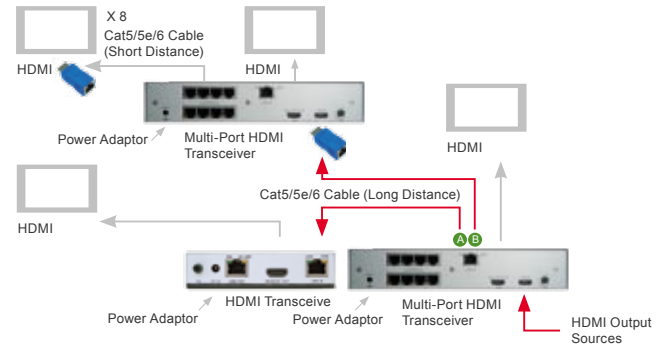 X 8
Cat5/5e/6 Cable
(Short Distance)
HDMI
HDMI
Power Adaptor
Multi-Port HDMI
Transceiver
HDMI
Cat5/5e/6 Cable (Long Distance)
HDMI
A B
HDMI Transceive
Power Adaptor
Power Adaptor
Multi-Port HDMI
Transceiver
HDMI Output
Sources